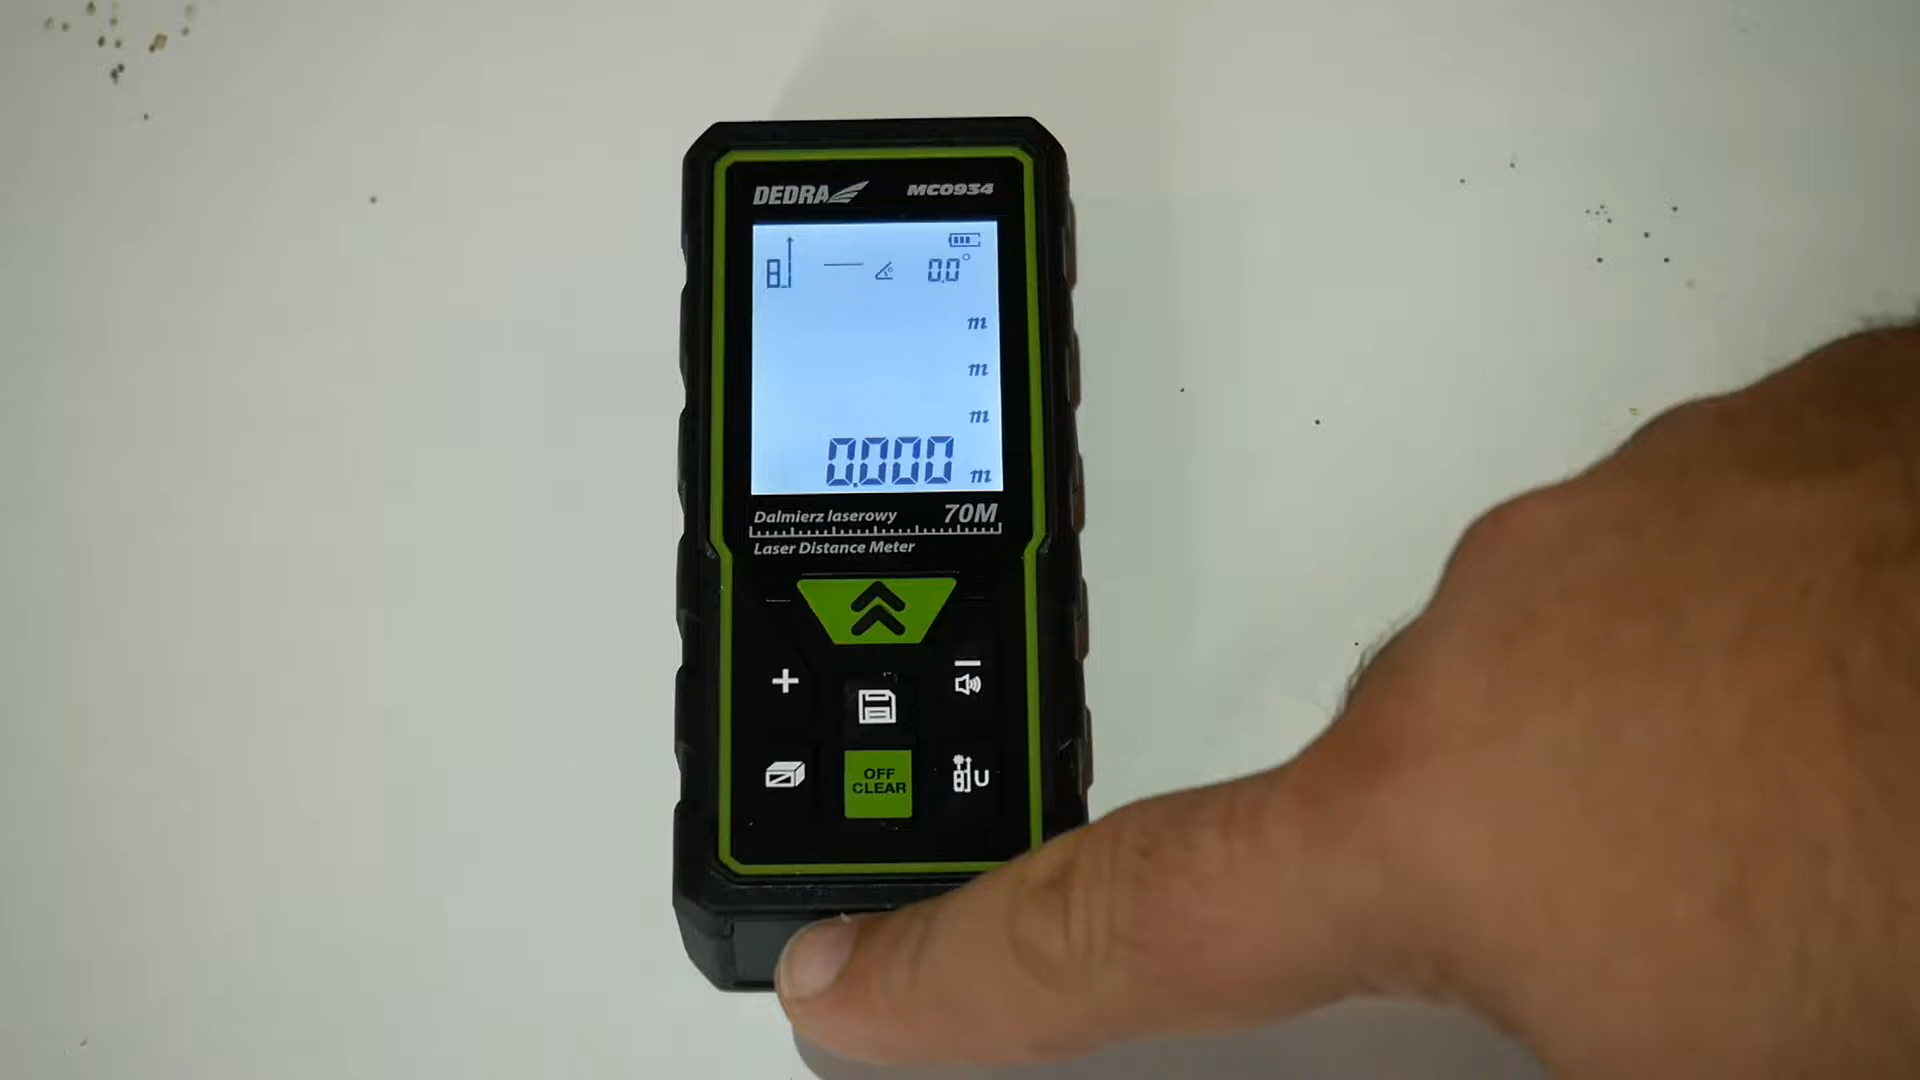 DEDRA MC0934
0.0°
m
m
m
0.000 m
Dalmierz laserowy 70M
Laser Distance Meter
+
OFF
CLEAR
U